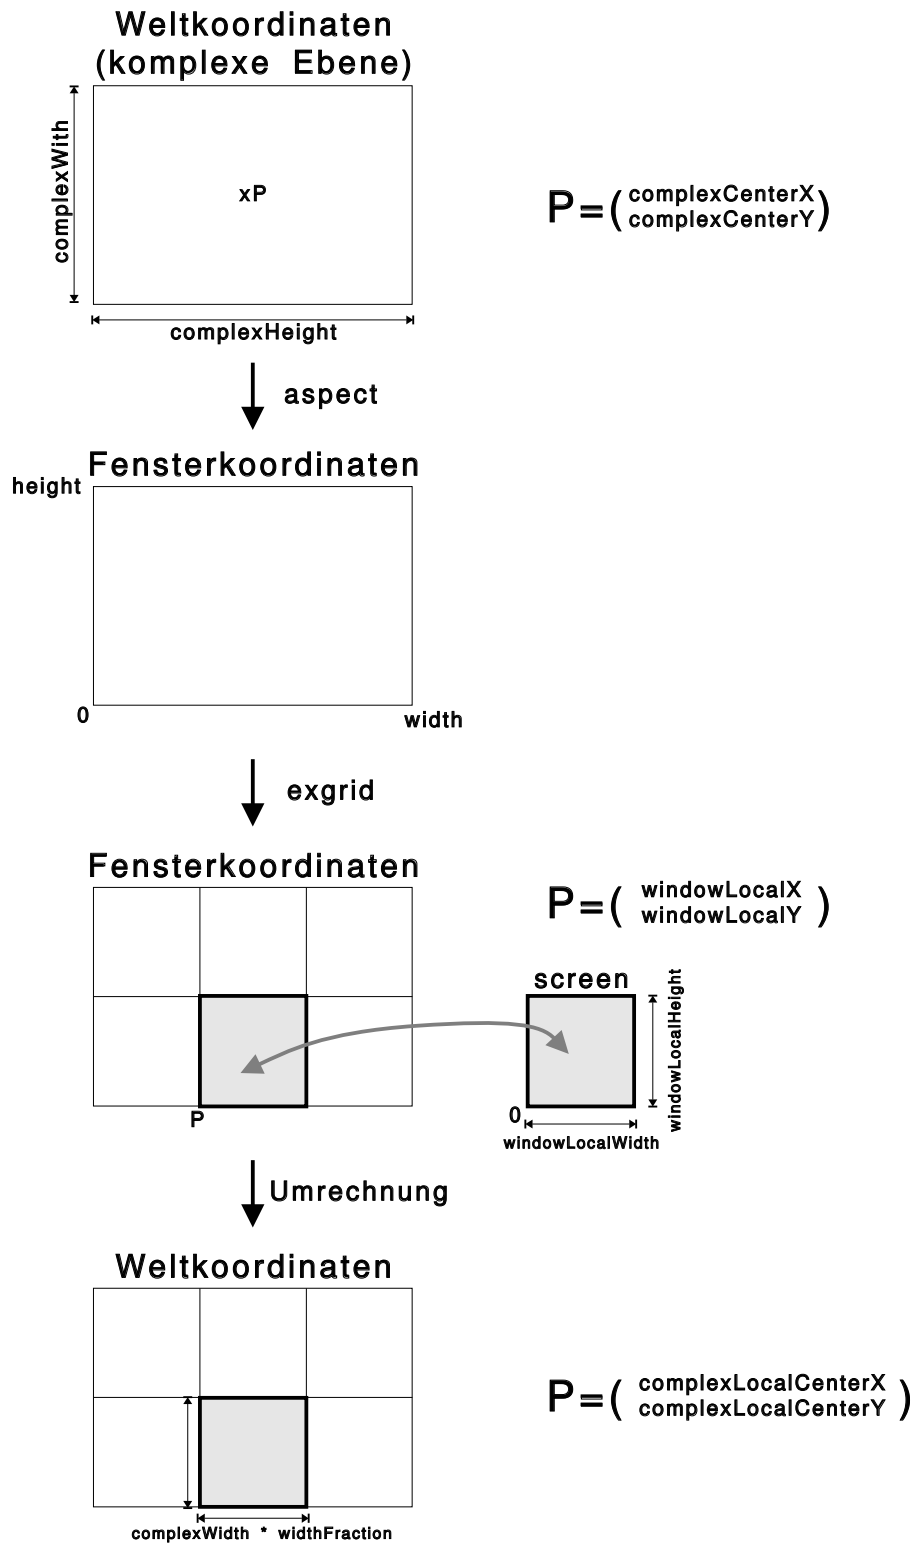 Weltkoordinaten
(komplexe Ebene)
complexWith
xP
P=(complexCenterX
complexCenterY)
complexHeight
aspect
Fensterkoordinaten
height
0
width
exgrid
Fensterkoordinaten
P=( windowLocalX
windowLocalY )
screen
windowLocalHeight
P
0
windowLocalWidth
Umrechnung
Weltkoordinaten
P=( complexLocalCenterX
complexLocalCenterY )
complexWidth * widthFraction